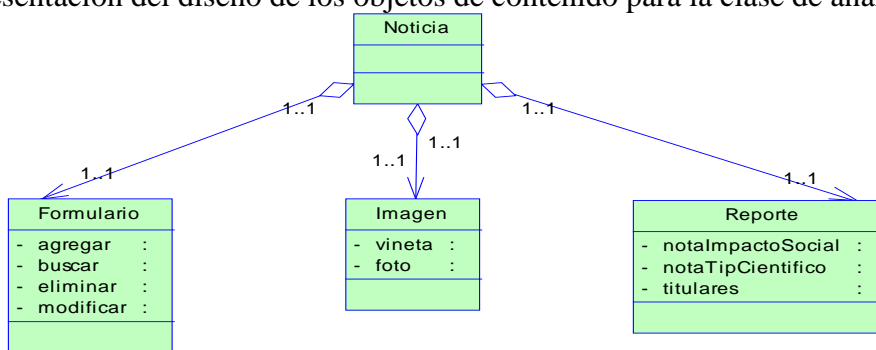 esentación del diseño de los objetos de contenido para la clase de aná
Noticia
1..1
1..1
1..1
1..1
1..1
1..1
Formulario
- agregar :
- buscar :
- eliminar :
- modificar :
Imagen
- vineta :
- foto :
Reporte
- notaImpactoSocial :
- notaTipCientifico :
- titulares :